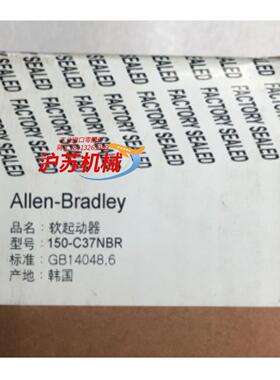 FACTORY SEALED FACTORY SEALED FACTORY SEALED FACTORY SEALED
沪苏机械
Allen-Bradley
品名: 软起动器
型号: 150-C37NBR
标准: GB14048.6
产地: 韩国